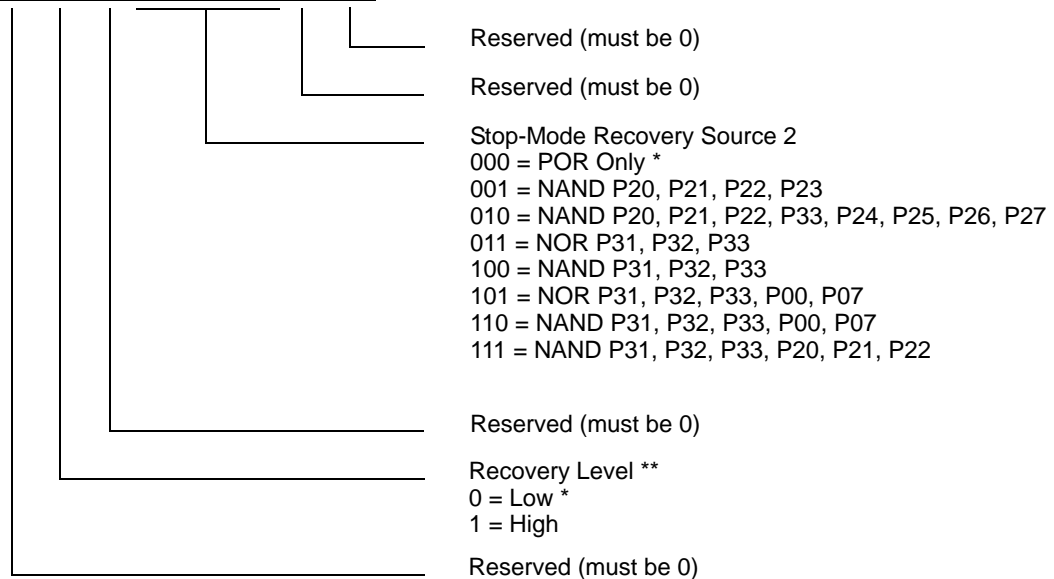 Reserved (must be 0)
Reserved (must be 0)
Stop-Mode Recovery Source 2
000 = POR Only *
001 = NAND P20, P21, P22, P23
010 = NAND P20, P21, P22, P33, P24, P25, P26, P27
011 = NOR P31, P32, P33
100 = NAND P31, P32, P33
101 = NOR P31, P32, P33, P00, P07
110 = NAND P31, P32, P33, P00, P07
111 = NAND P31, P32, P33, P20, P21, P22
Reserved (must be 0)
Recovery Level **
0 = Low *
1 = High
Reserved (must be 0)